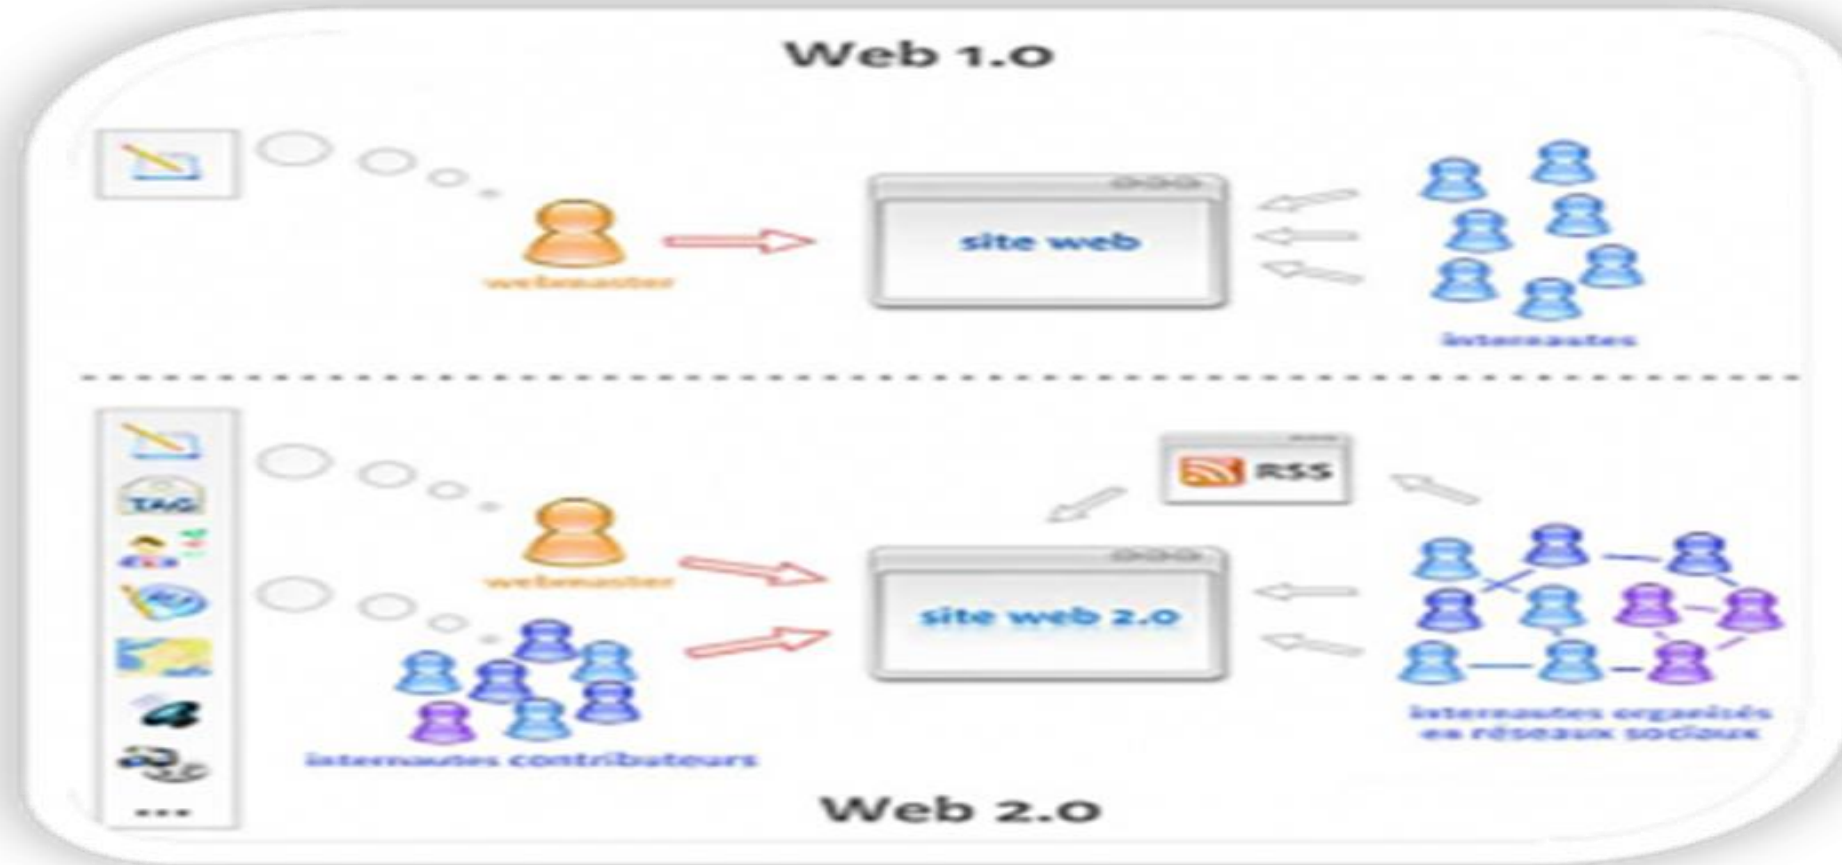 Web 1.0
site web
webmaster
internautes
TAG
RSS
webmaster
site web 2.0
internautes organisés
en réseaux sociaux
internautes contributeurs
...
Web 2.0